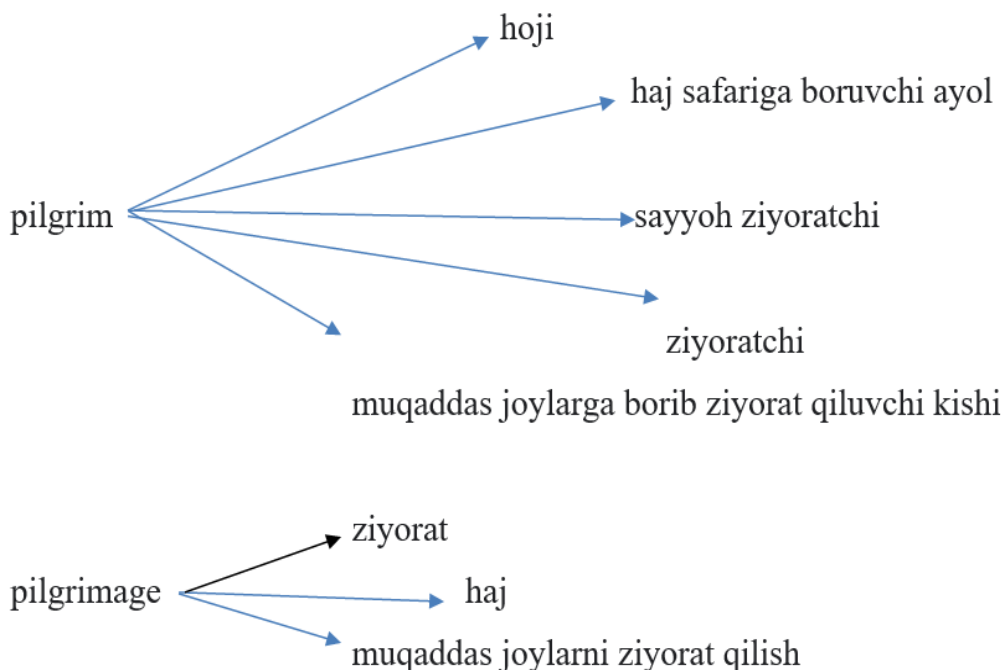 hoji
haj safariga boruvchi ayol
pilgrim
sayyoh ziyoratchi
ziyoratchi
muqaddas joylarga borib ziyorat qiluvchi kishi
ziyorat
pilgrimage
haj
muqaddas joylarni ziyorat qilish